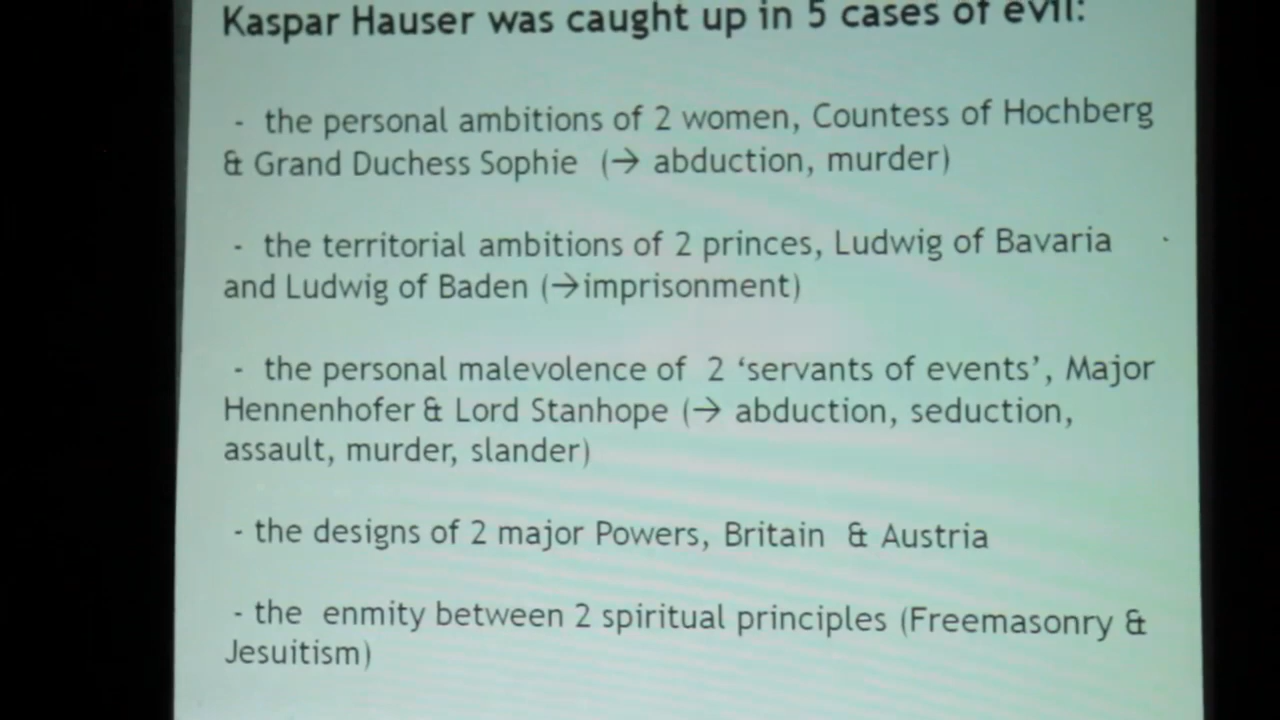 Kaspar Hauser was caught up in 5 cases of evil:
- the personal ambitions of 2 women, Countess of Hochberg
& Grand Duchess Sophie (→ abduction, murder)
- the territorial ambitions of 2 princes, Ludwig of Bavaria
and Ludwig of Baden (→imprisonment)
- the personal malevolence of 2 ‘servants of events’, Major
Hennenhofer & Lord Stanhope (→ abduction, seduction,
assault, murder, slander)
- the designs of 2 major Powers, Britain & Austria
- the enmity between 2 spiritual principles (Freemasonry &
Jesuitism)